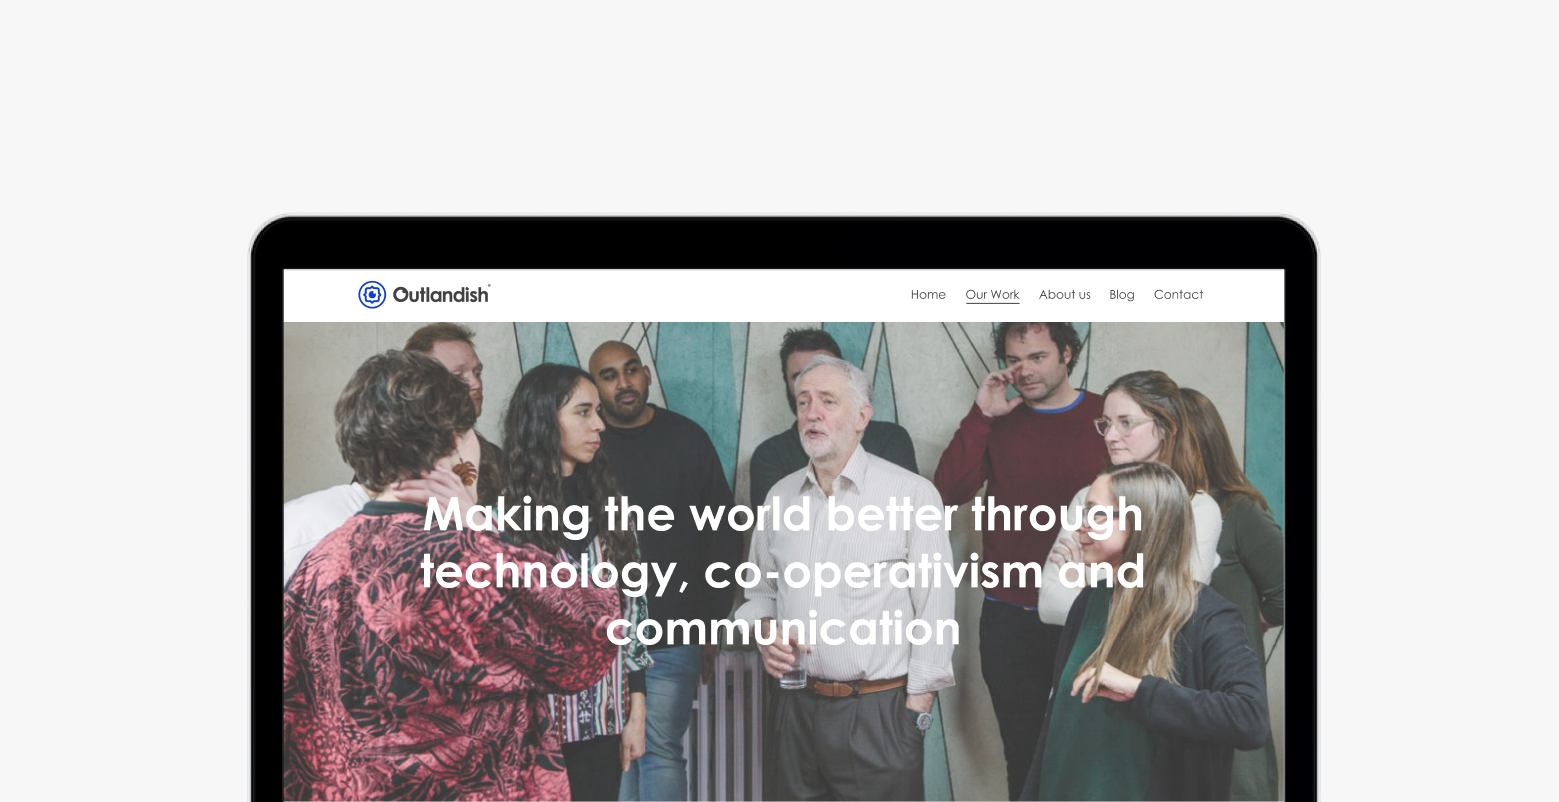 Outlandish
Home Our Work About us Blog Contact
Making the world better through
technology, co-operativism and
communication